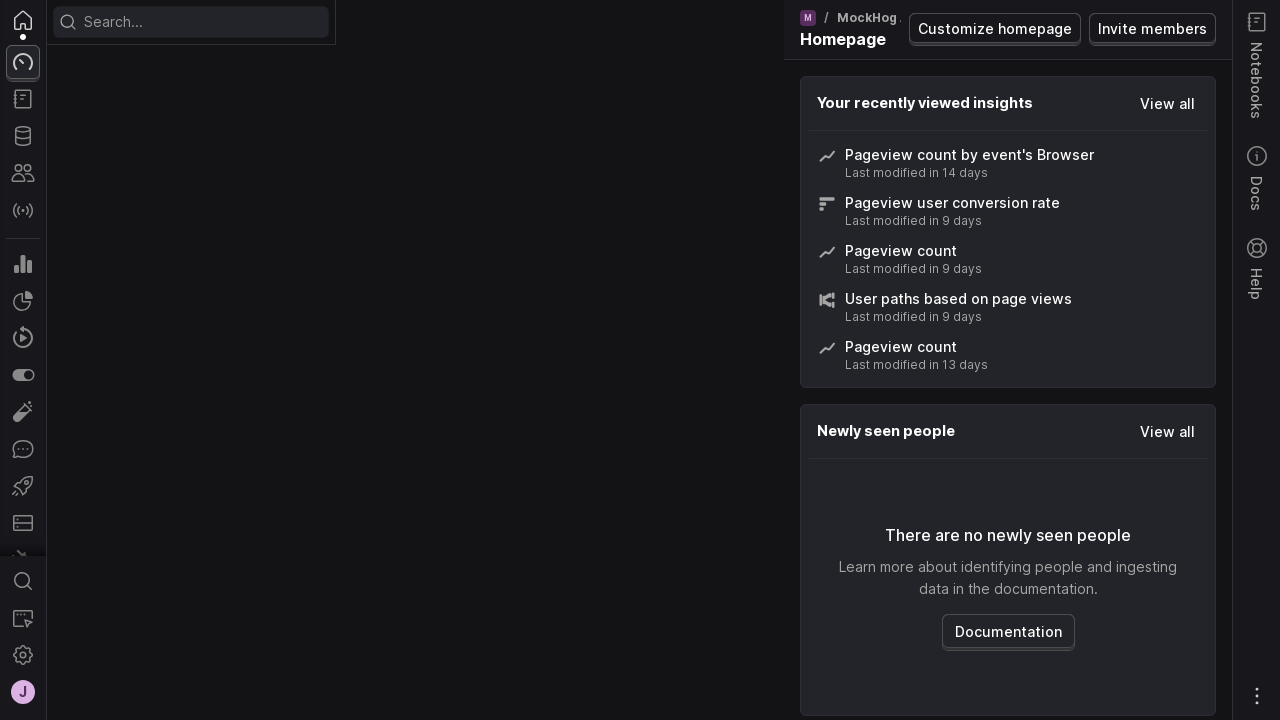 Search...
M / MockHog
Homepage
Customize homepage
Invite members
Your recently viewed insights
View all
Pageview count by event's Browser
Last modified in 14 days
Pageview user conversion rate
Last modified in 9 days
Pageview count
Last modified in 9 days
User paths based on page views
Last modified in 9 days
Pageview count
Last modified in 13 days
Newly seen people
View all
There are no newly seen people
Learn more about identifying people and ingesting
data in the documentation.
Documentation
Notebooks
Docs
Help
J